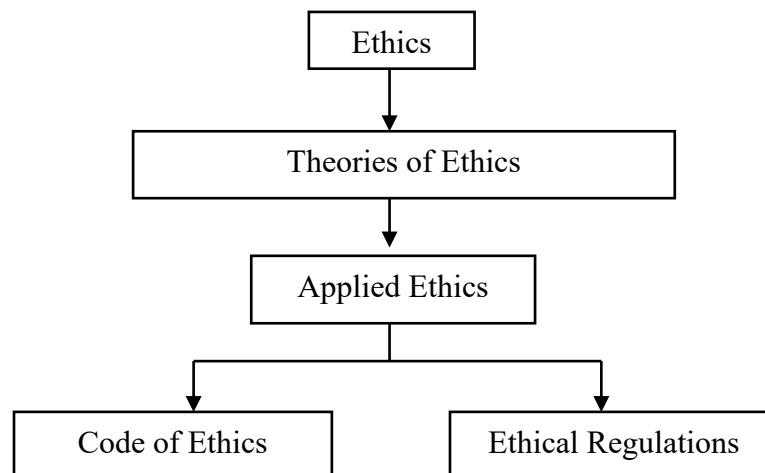 Ethics
Theories of Ethics
Applied Ethics
Code of Ethics
Ethical Regulations